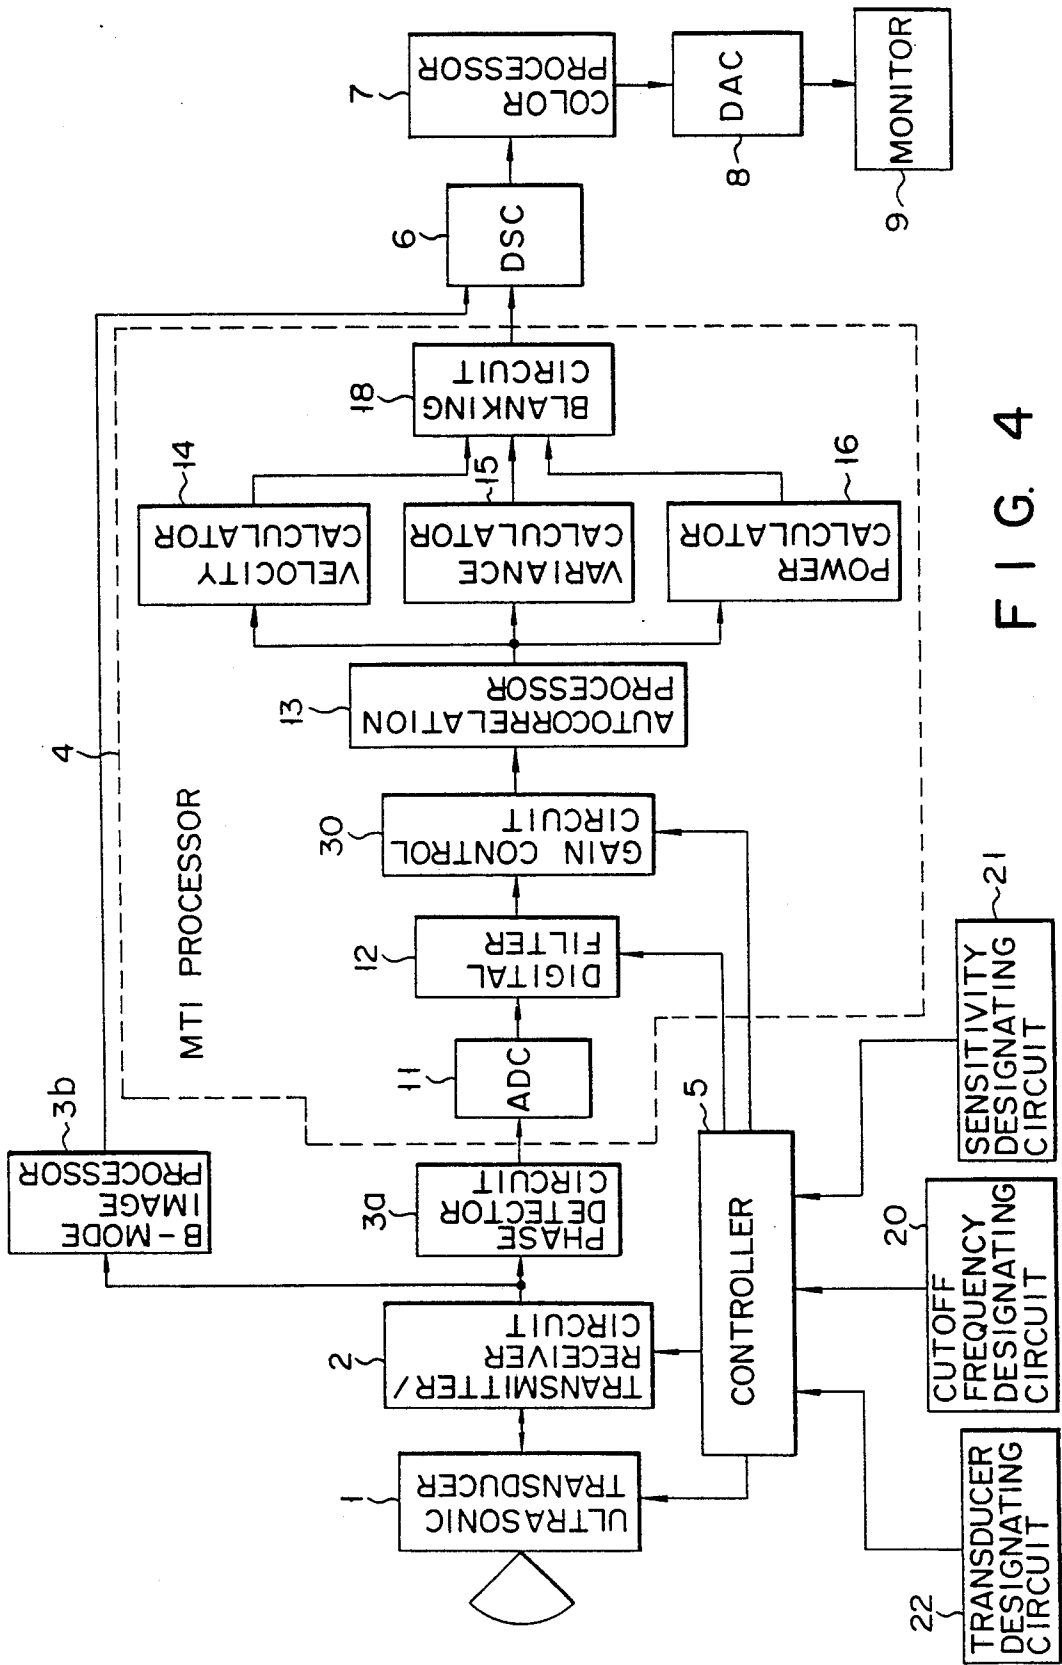 3b
B-MODE
IMAGE
PROCESSOR
4
MTI PROCESSOR
1
ULTRASONIC
TRANSDUCER
2
TRANSMITTER/
RECEIVER
CIRCUIT
3a
PHASE
DETECTOR
CIRCUIT
11
ADC
12
DIGITAL
FILTER
30
GAIN CONTROL
CIRCUIT
13
AUTOCORRELATION
PROCESSOR
14
VELOCITY
CALCULATOR
15
VARIANCE
CALCULATOR
16
POWER
CALCULATOR
18
BLANKING
CIRCUIT
6
DSC
7
COLOR
PROCESSOR
8
DAC
9
MONITOR
5
CONTROLLER
22
TRANSDUCER
DESIGNATING
CIRCUIT
20
CUTOFF
FREQUENCY
DESIGNATING
CIRCUIT
21
SENSITIVITY
DESIGNATING
CIRCUIT
FIG. 4